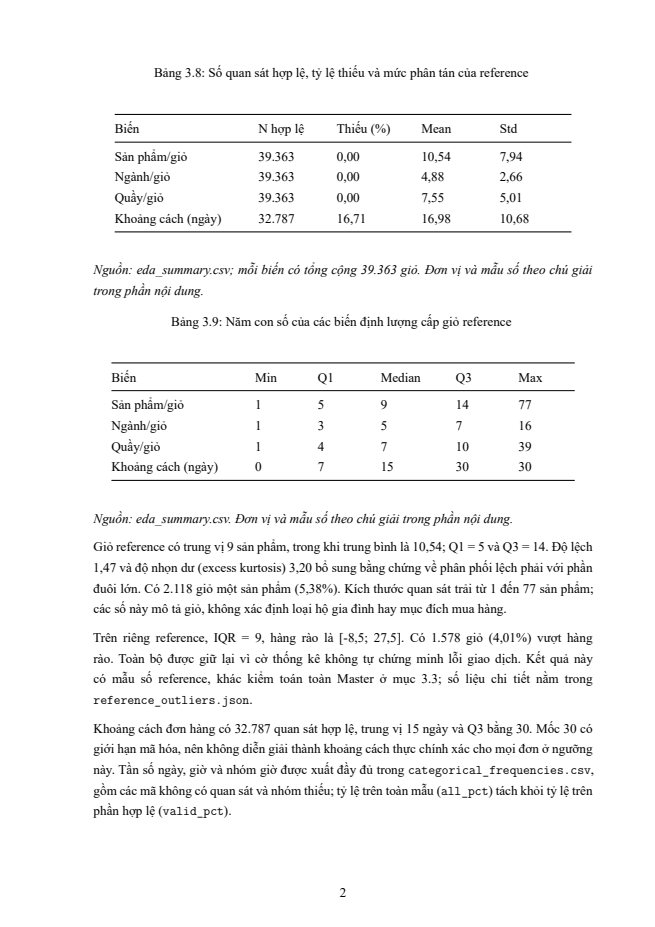 Bảng 3.8: Số quan sát hợp lệ, tỷ lệ thiếu và mức phân tán của reference
Biến N hợp lệ Thiếu (%) Mean Std
Sản phẩm/giỏ 39.363 0,00 10,54 7,94
Ngành/giỏ 39.363 0,00 4,88 2,66
Quầy/giỏ 39.363 0,00 7,55 5,01
Khoảng cách (ngày) 32.787 16,71 16,98 10,68
Nguồn: eda_summary.csv; mỗi biến có tổng cộng 39.363 giỏ. Đơn vị và mẫu số theo chú giải
trong phần nội dung.
Bảng 3.9: Năm con số của các biến định lượng cấp giỏ reference
Biến Min Q1 Median Q3 Max
Sản phẩm/giỏ 1 5 9 14 77
Ngành/giỏ 1 3 5 7 16
Quầy/giỏ 1 4 7 10 39
Khoảng cách (ngày) 0 7 15 30 30
Nguồn: eda_summary.csv. Đơn vị và mẫu số theo chú giải trong phần nội dung.
Giỏ reference có trung vị 9 sản phẩm, trong khi trung bình là 10,54; Q1 = 5 và Q3 = 14. Độ lệch
1,47 và độ nhọn dư (excess kurtosis) 3,20 bổ sung bằng chứng về phân phối lệch phải với phần
đuôi lớn. Có 2.118 giỏ một sản phẩm (5,38%). Kích thước quan sát trải từ 1 đến 77 sản phẩm;
các số này mô tả giỏ, không xác định loại hộ gia đình hay mục đích mua hàng.
Trên riêng reference, IQR = 9, hàng rào là [-8,5; 27,5]. Có 1.578 giỏ (4,01%) vượt hàng
rào. Toàn bộ được giữ lại vì cờ thống kê không tự chứng minh lỗi giao dịch. Kết quả này
có mẫu số reference, khác kiểm toán toàn Master ở mục 3.3; số liệu chi tiết nằm trong
reference_outliers.json.
Khoảng cách đơn hàng có 32.787 quan sát hợp lệ, trung vị 15 ngày và Q3 bằng 30. Mốc 30 có
giới hạn mã hóa, nên không diễn giải thành khoảng cách thực chính xác cho mọi đơn ở ngưỡng
này. Tần số ngày, giờ và nhóm giờ được xuất đầy đủ trong categorical_frequencies.csv,
gồm các mã không có quan sát và nhóm thiếu; tỷ lệ trên toàn mẫu (all_pct) tách khỏi tỷ lệ trên
phần hợp lệ (valid_pct).
2